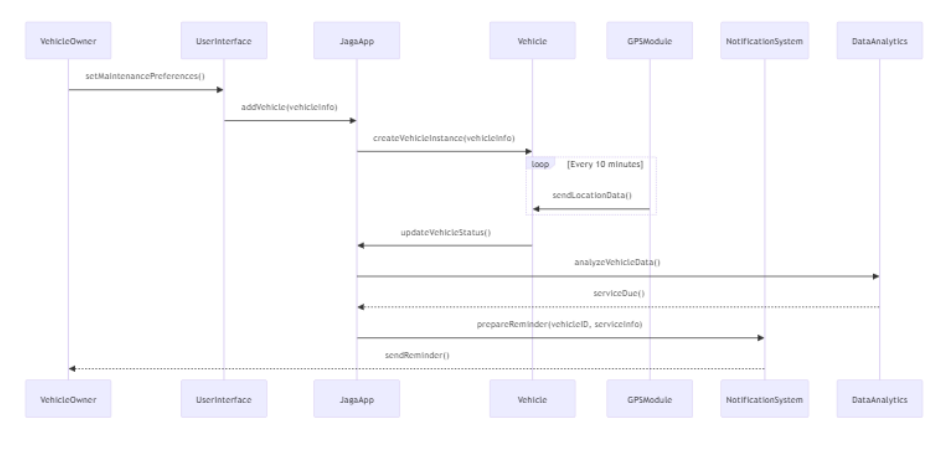 VehicleOwner UserInterface JagaApp Vehicle GPSModule NotificationSystem DataAnalytics
setMaintenancePreferences()
addVehicle(vehicleInfo)
createVehicleInstance(vehicleInfo)
loop [Every 10 minutes]
sendLocationData()
updateVehicleStatus()
analyzeVehicleData()
serviceDue()
prepareReminder(vehicleID, serviceInfo)
sendReminder()
VehicleOwner UserInterface JagaApp Vehicle GPSModule NotificationSystem DataAnalytics